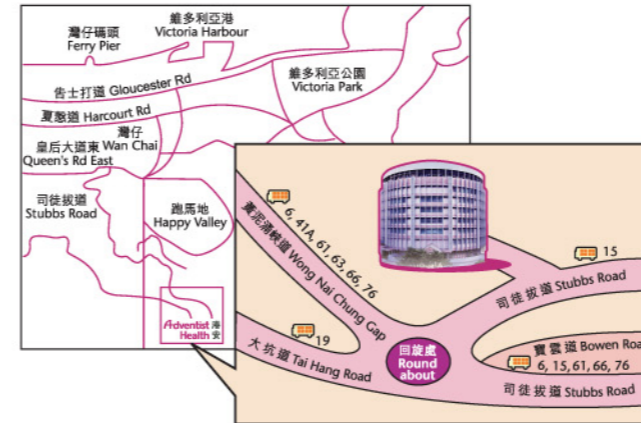 灣仔碼頭
Ferry Pier
維多利亞港
Victoria Harbour
維多利亞公園
Victoria Park
告士打道 Gloucester Rd
夏慤道 Harcourt Rd
灣仔
Wan Chai
皇后大道東
Queen's Rd East
司徒拔道
Stubbs Road
跑馬地
Happy Valley
Adventist
Health
港安
6, 41A, 61, 63, 66, 76
黃泥涌峽道 Wong Nai Chung Gap
15
司徒拔道 Stubbs Road
19
大坑道 Tai Hang Road
回旋處
Round
about
寶雲道 Bowen Roa
6, 15, 61, 66, 76
司徒拔道 Stubbs Road